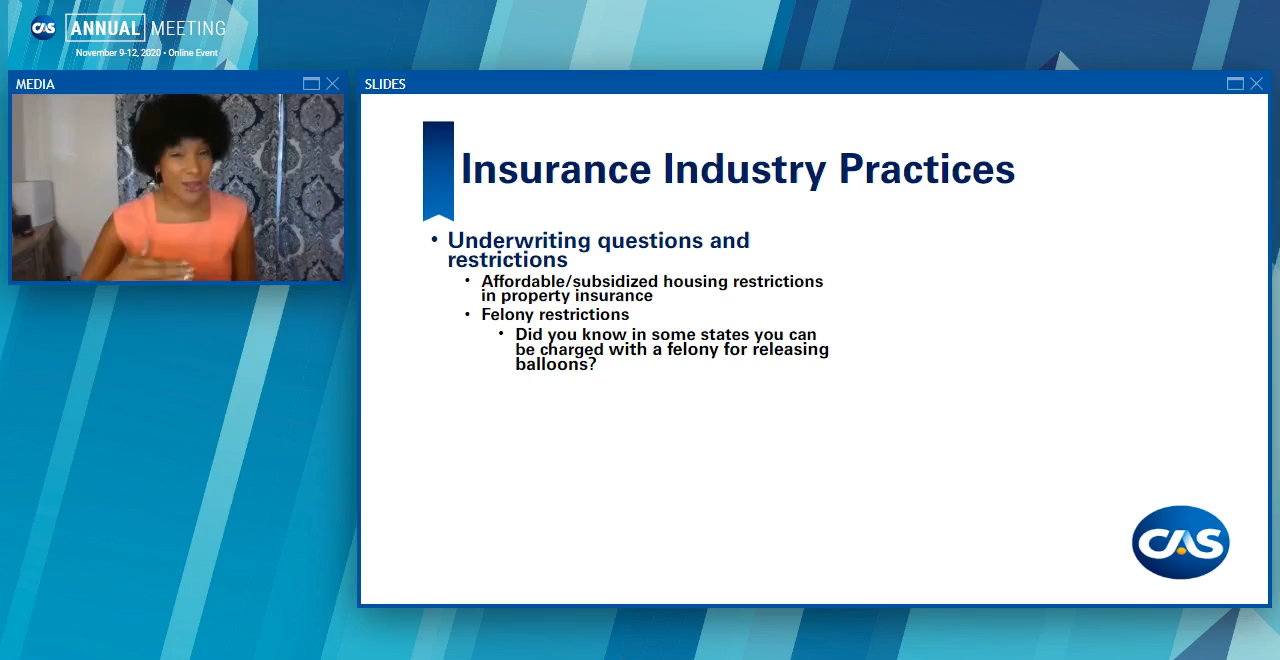 CAS ANNUAL MEETING
November 9-12, 2020 • Online Event
MEDIA
SLIDES
Insurance Industry Practices
• Underwriting questions and
restrictions
• Affordable/subsidized housing restrictions
in property insurance
• Felony restrictions
• Did you know in some states you can
be charged with a felony for releasing
balloons?
CAS